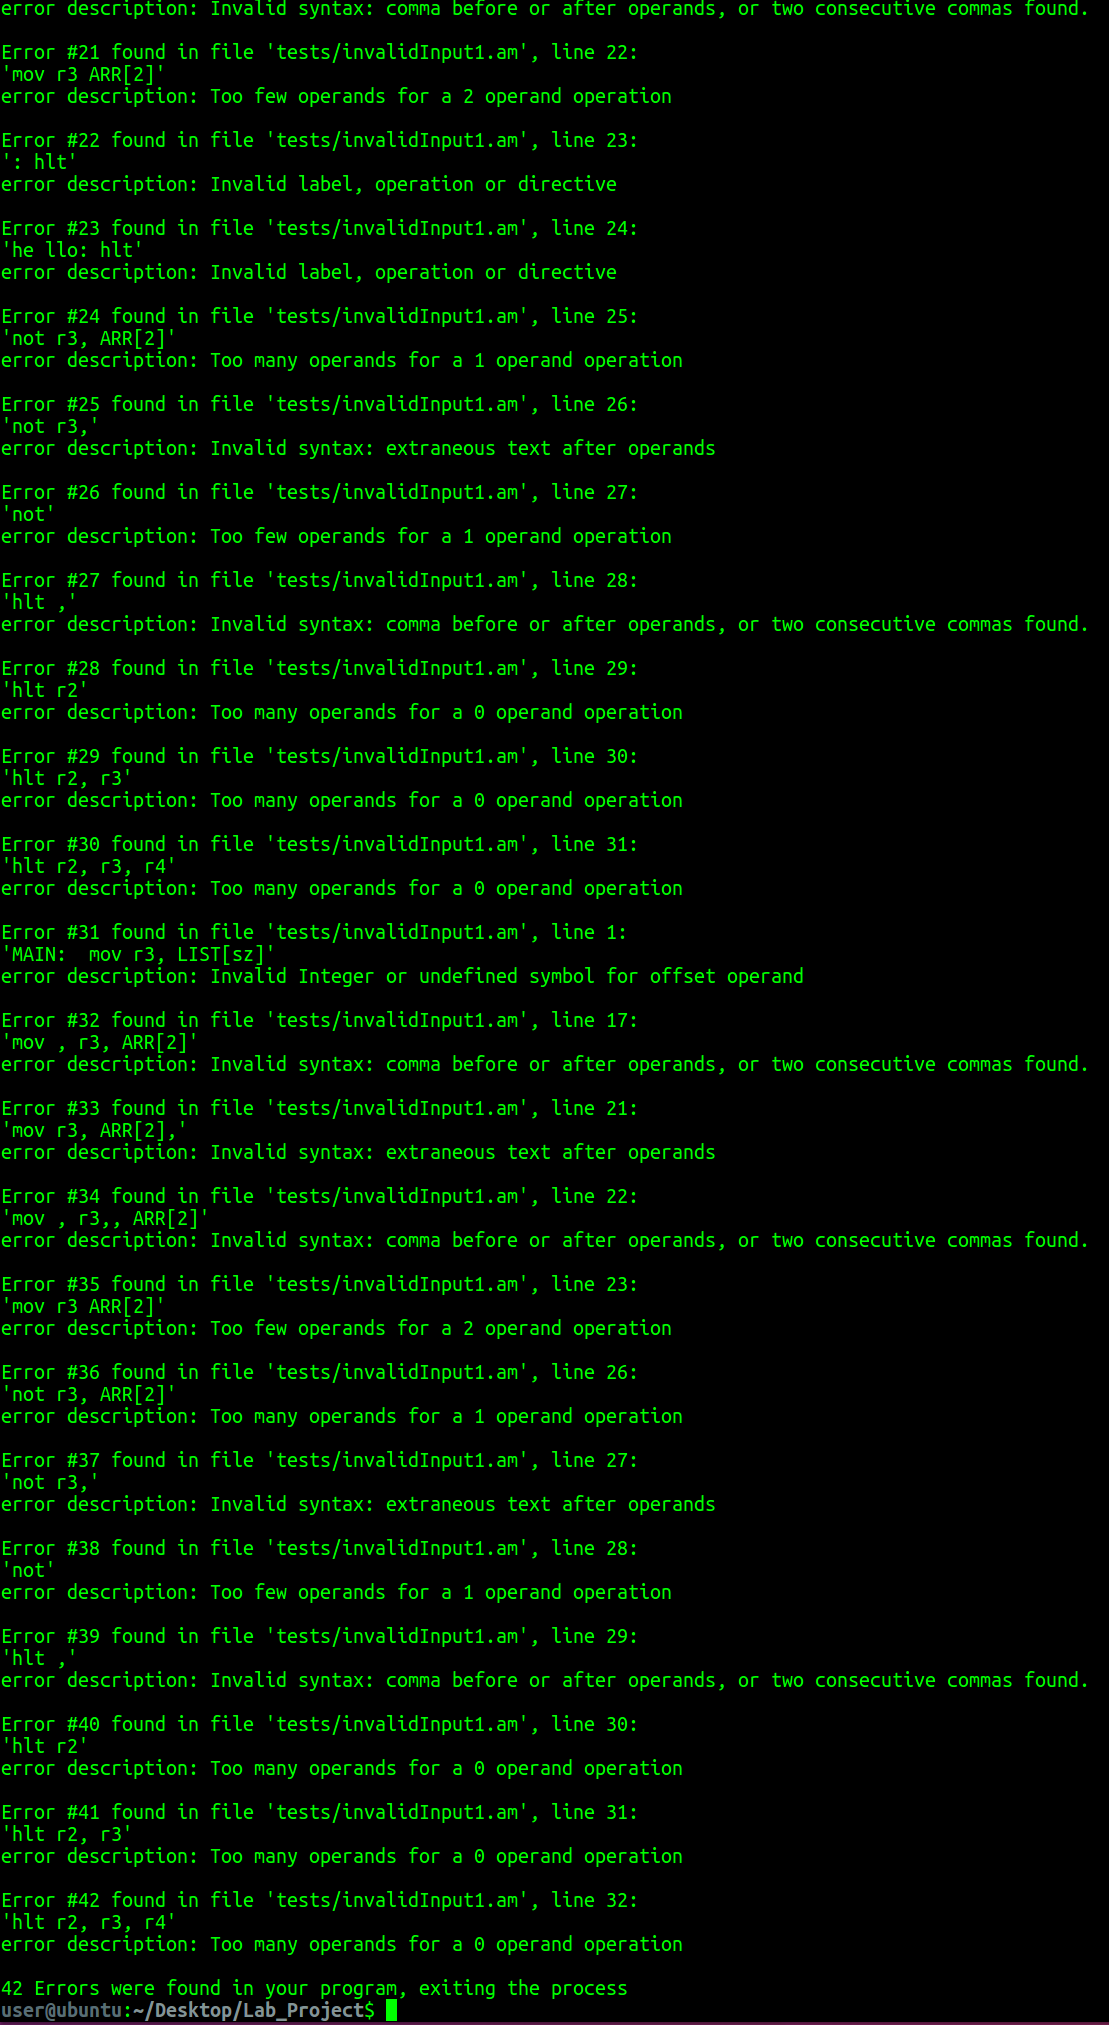 error description: Invalid syntax: comma before or after operands, or two consecutive commas found.
Error #21 found in file 'tests/invalidInput1.am', line 22:
'mov r3 ARR[2]'
error description: Too few operands for a 2 operand operation
Error #22 found in file 'tests/invalidInput1.am', line 23:
': hlt'
error description: Invalid label, operation or directive
Error #23 found in file 'tests/invalidInput1.am', line 24:
'he llo: hlt'
error description: Invalid label, operation or directive
Error #24 found in file 'tests/invalidInput1.am', line 25:
'not r3, ARR[2]'
error description: Too many operands for a 1 operand operation
Error #25 found in file 'tests/invalidInput1.am', line 26:
'not r3,'
error description: Invalid syntax: extraneous text after operands
Error #26 found in file 'tests/invalidInput1.am', line 27:
'not'
error description: Too few operands for a 1 operand operation
Error #27 found in file 'tests/invalidInput1.am', line 28:
'hlt ,'
error description: Invalid syntax: comma before or after operands, or two consecutive commas found.
Error #28 found in file 'tests/invalidInput1.am', line 29:
'hlt r2'
error description: Too many operands for a 0 operand operation
Error #29 found in file 'tests/invalidInput1.am', line 30:
'hlt r2, r3'
error description: Too many operands for a 0 operand operation
Error #30 found in file 'tests/invalidInput1.am', line 31:
'hlt r2, r3, r4'
error description: Too many operands for a 0 operand operation
Error #31 found in file 'tests/invalidInput1.am', line 1:
'MAIN:  mov r3, LIST[sz]'
error description: Invalid Integer or undefined symbol for offset operand
Error #32 found in file 'tests/invalidInput1.am', line 17:
'mov , r3, ARR[2]'
error description: Invalid syntax: comma before or after operands, or two consecutive commas found.
Error #33 found in file 'tests/invalidInput1.am', line 21:
'mov r3, ARR[2],'
error description: Invalid syntax: extraneous text after operands
Error #34 found in file 'tests/invalidInput1.am', line 22:
'mov , r3,, ARR[2]'
error description: Invalid syntax: comma before or after operands, or two consecutive commas found.
Error #35 found in file 'tests/invalidInput1.am', line 23:
'mov r3 ARR[2]'
error description: Too few operands for a 2 operand operation
Error #36 found in file 'tests/invalidInput1.am', line 26:
'not r3, ARR[2]'
error description: Too many operands for a 1 operand operation
Error #37 found in file 'tests/invalidInput1.am', line 27:
'not r3,'
error description: Invalid syntax: extraneous text after operands
Error #38 found in file 'tests/invalidInput1.am', line 28:
'not'
error description: Too few operands for a 1 operand operation
Error #39 found in file 'tests/invalidInput1.am', line 29:
'hlt ,'
error description: Invalid syntax: comma before or after operands, or two consecutive commas found.
Error #40 found in file 'tests/invalidInput1.am', line 30:
'hlt r2'
error description: Too many operands for a 0 operand operation
Error #41 found in file 'tests/invalidInput1.am', line 31:
'hlt r2, r3'
error description: Too many operands for a 0 operand operation
Error #42 found in file 'tests/invalidInput1.am', line 32:
'hlt r2, r3, r4'
error description: Too many operands for a 0 operand operation
42 Errors were found in your program, exiting the process
user@ubuntu:~/Desktop/Lab_Project$